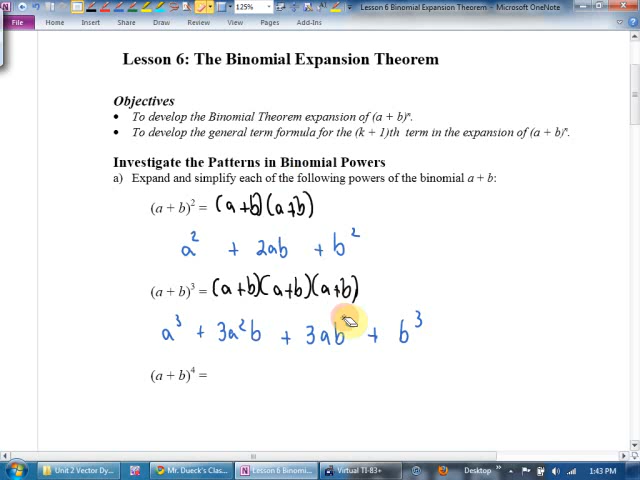 Lesson 6 Binomial Expansion Theorem - Microsoft OneNote
125%
File Home Insert Share Draw Review View Add-Ins
Lesson 6: The Binomial Expansion Theorem
Objectives
• To develop the Binomial Theorem expansion of (a + b)ⁿ.
• To develop the general term formula for the (k + 1)th term in the expansion of (a + b)ⁿ.
Investigate the Patterns in Binomial Powers
a) Expand and simplify each of the following powers of the binomial a + b:
(a + b)² = (a+b)(a+b)
a² + 2ab + b²
(a + b)³ = (a+b)(a+b)(a+b)
a³ + 3a²b + 3ab + b³
(a + b)⁴ =
Unit 2 Vector Dy... Mr. Dueck's Class... Lesson 6 Binomi... Virtual TI-83+ Desktop 1:43 PM